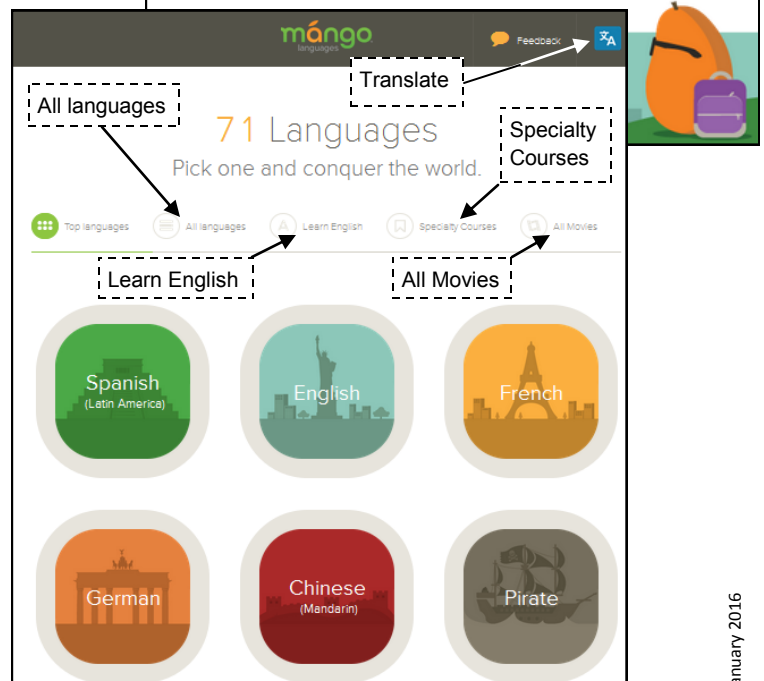 mángo
languages
Feedback
Translate
All languages
71 Languages
Pick one and conquer the world.
Specialty
Courses
Top languages
All languages
Learn English
Specialty Courses
All Movies
Learn English
All Movies
Spanish
(Latin America)
English
French
German
Chinese
(Mandarin)
Pirate
2016